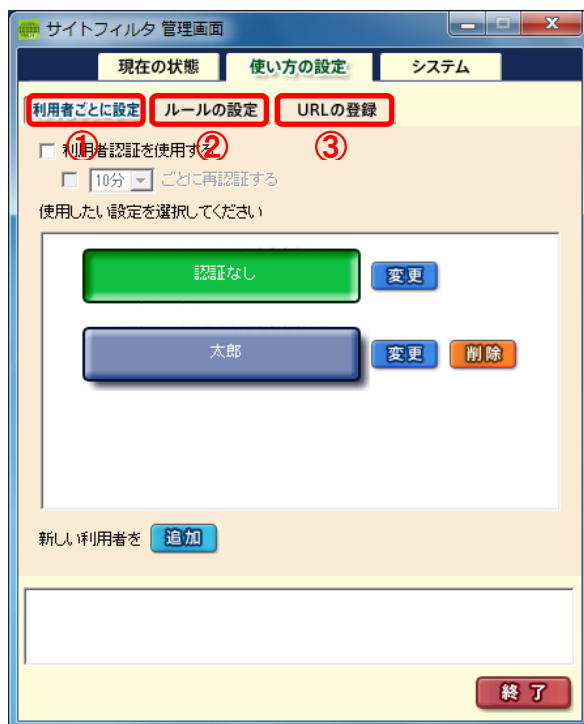 サイトフィルタ 管理画面
現在の状態 使い方の設定 システム
利用者ごとに設定 ルールの設定 URLの登録
① ② ③
利用者認証を使用する
10分 ごとに再認証する
使用したい設定を選択してください
認証なし 変更
太郎 変更 削除
新しい利用者を 追加
終了